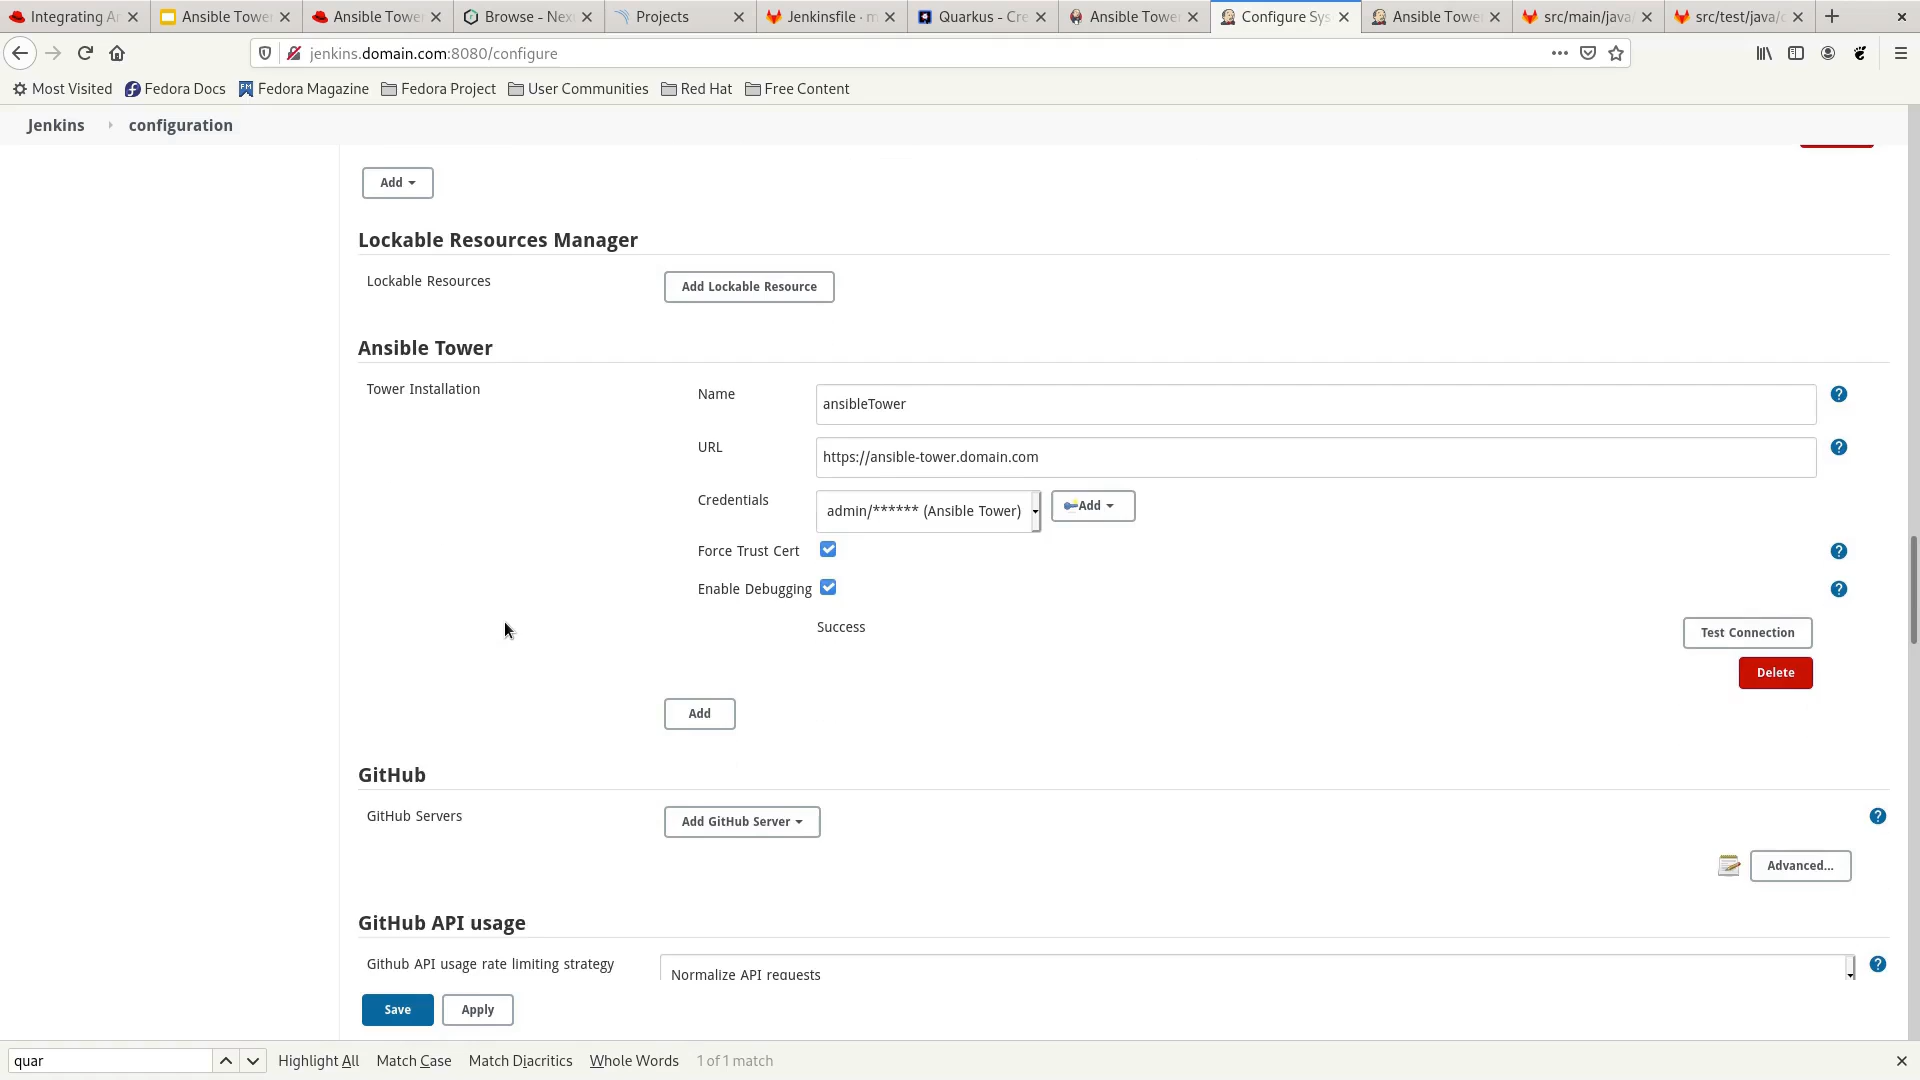 Integrating A
Ansible Tower
Ansible Tower
Browse - Nex
Projects
Jenkinsfile · m
Quarkus - Cre
Ansible Tower
Configure Sys
Ansible Tower
src/main/java/
src/test/java/
jenkins.domain.com:8080/configure
Most Visited
Fedora Docs
Fedora Magazine
Fedora Project
User Communities
Red Hat
Free Content
Jenkins
configuration
Add
Lockable Resources Manager
Lockable Resources
Add Lockable Resource
Ansible Tower
Tower Installation
Name
ansibleTower
URL
https://ansible-tower.domain.com
Credentials
admin/****** (Ansible Tower)
Add
Force Trust Cert
Enable Debugging
Success
Test Connection
Delete
Add
GitHub
GitHub Servers
Add GitHub Server
Advanced...
GitHub API usage
Github API usage rate limiting strategy
Normalize API requests
Save
Apply
quar
Highlight All
Match Case
Match Diacritics
Whole Words
1 of 1 match